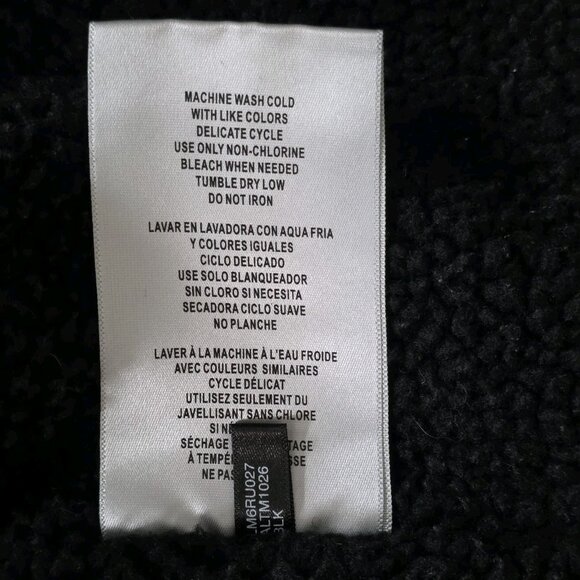 MACHINE WASH COLD
WITH LIKE COLORS
DELICATE CYCLE
USE ONLY NON-CHLORINE
BLEACH WHEN NEEDED
TUMBLE DRY LOW
DO NOT IRON
LAVAR EN LAVADORA CON AQUA FRIA
Y COLORES IGUALES
CICLO DELICADO
USE SOLO BLANQUEADOR
SIN CLORO SI NECESITA
SECADORA CICLO SUAVE
NO PLANCHE
LAVER À LA MACHINE À L'EAU FROIDE
AVEC COULEURS SIMILAIRES
CYCLE DÉLICAT
UTILISEZ SEULEMENT DU
JAVELLISANT SANS CHLORE
SI
SÉCHAGE
À
NE
LM6RU027
ALTM1026
BLK